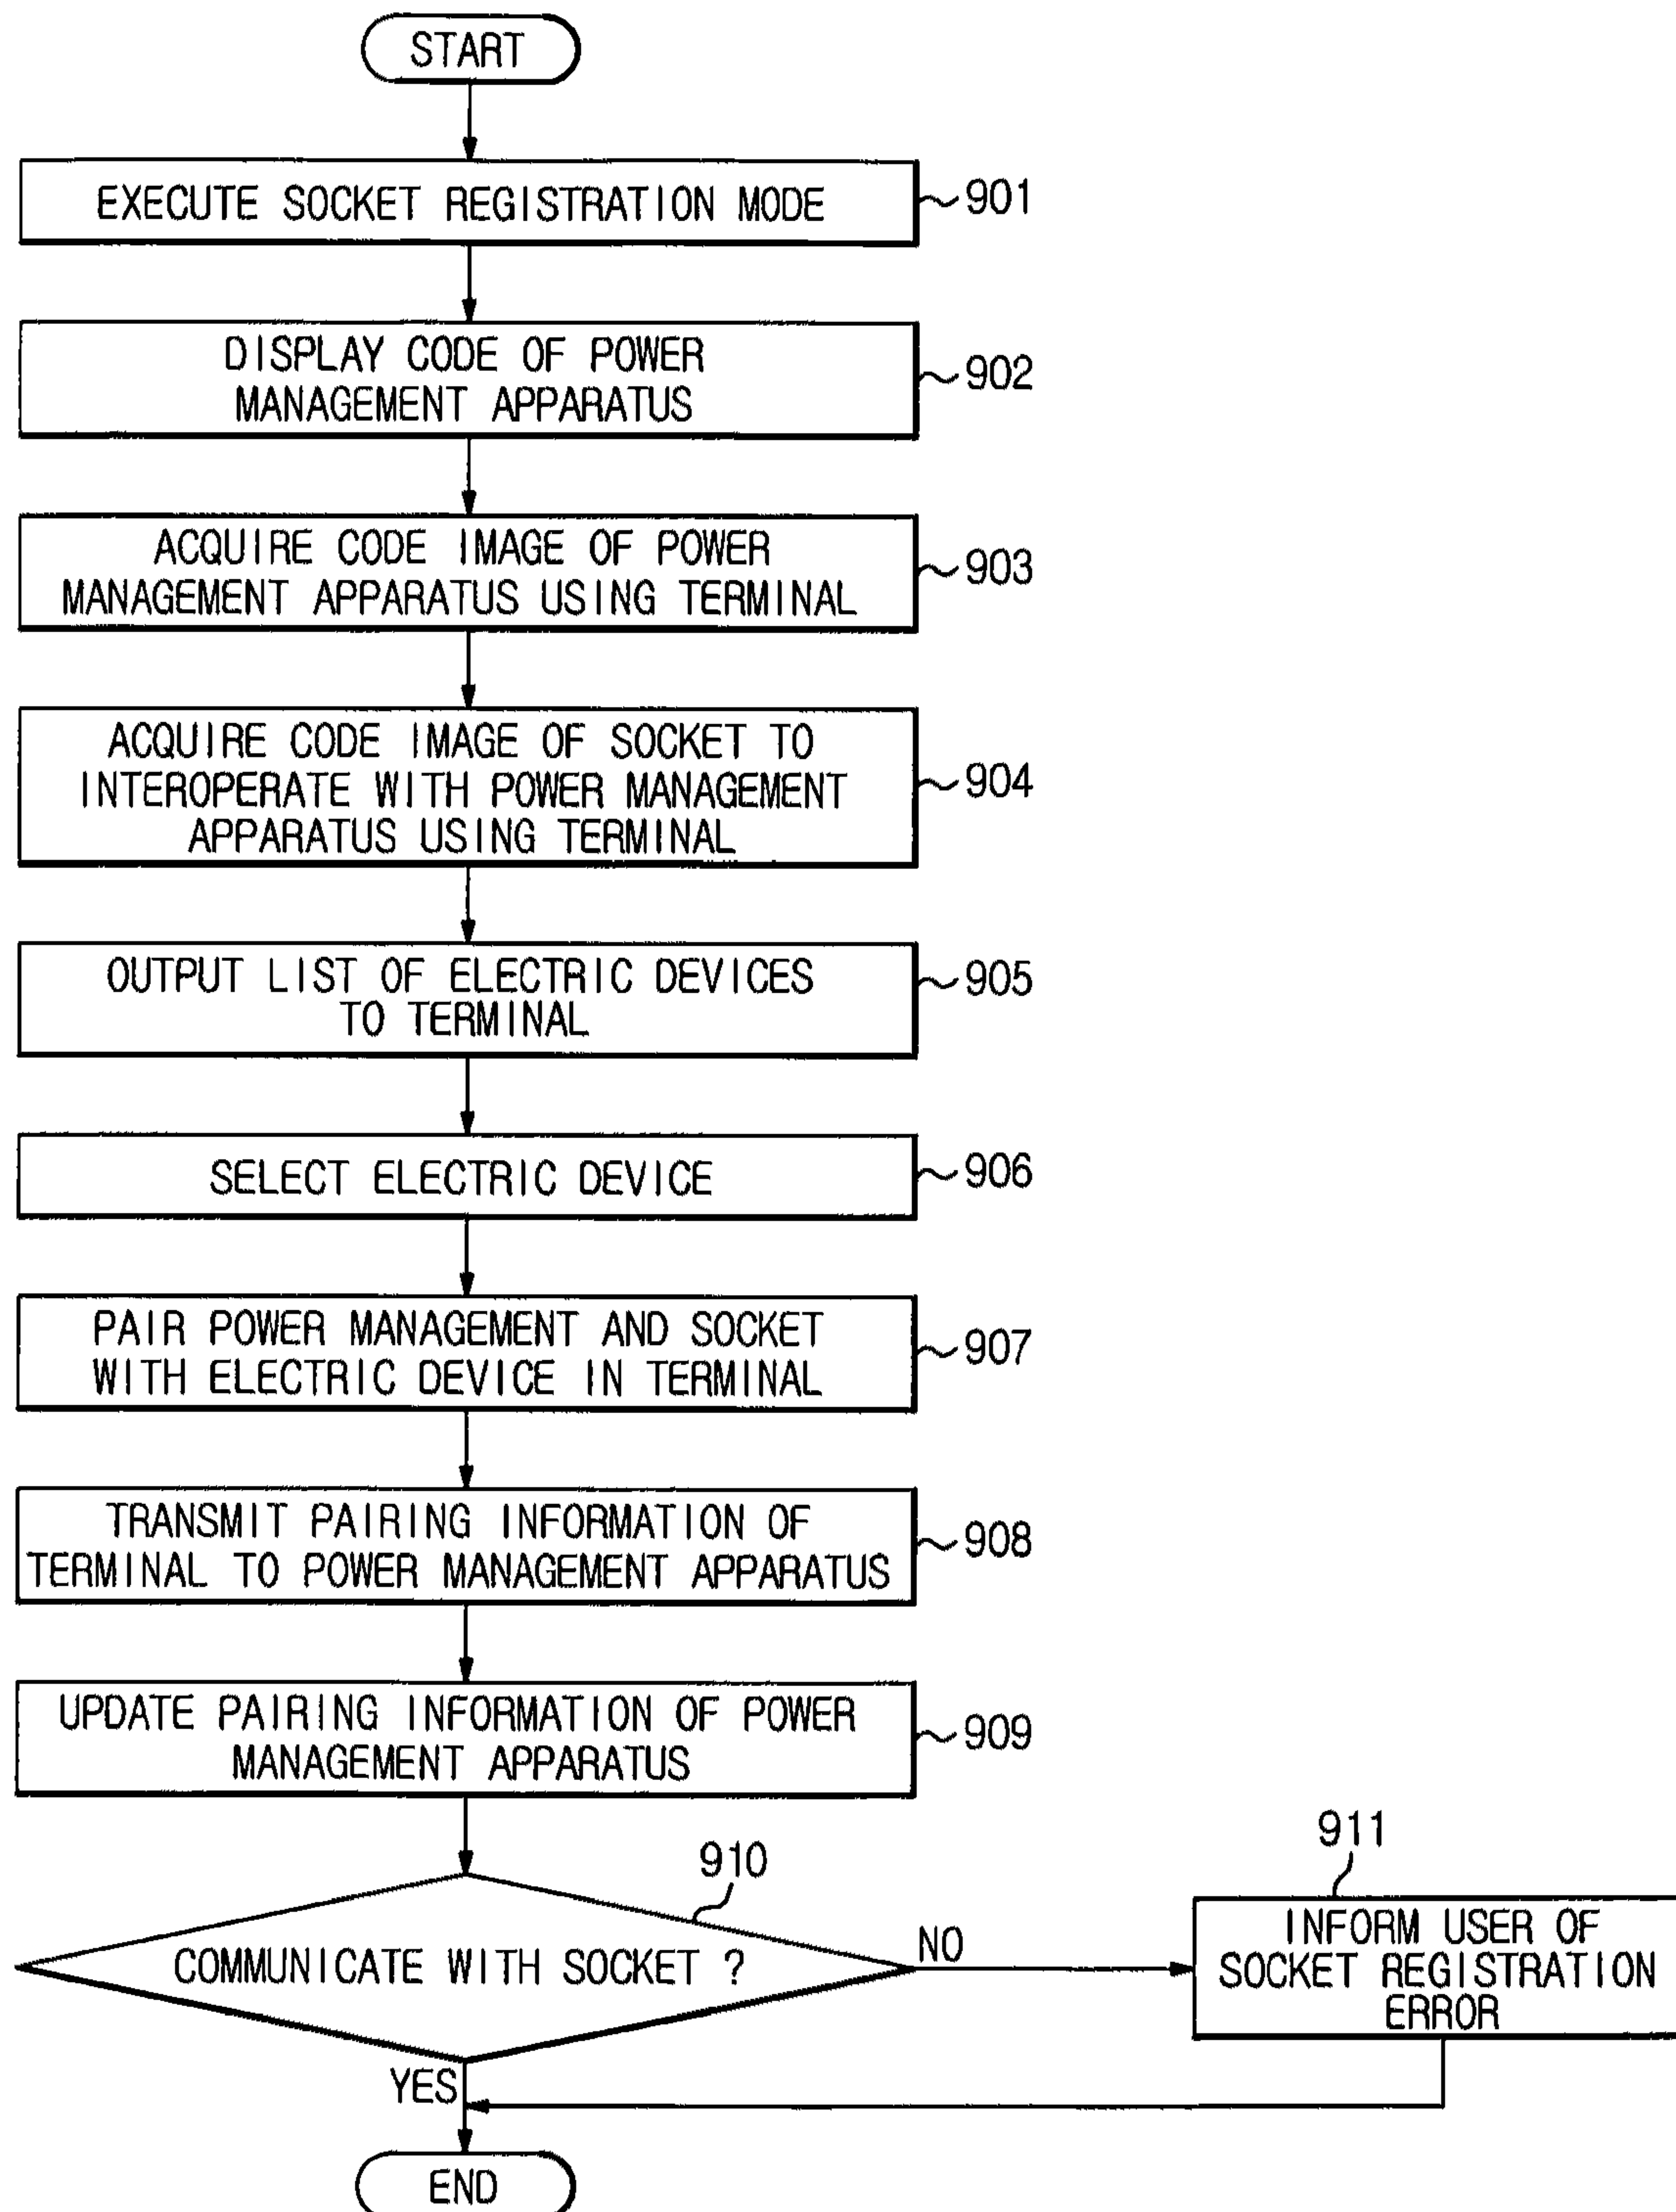 START
EXECUTE SOCKET REGISTRATION MODE
901
DISPLAY CODE OF POWER
MANAGEMENT APPARATUS
902
ACQUIRE CODE IMAGE OF POWER
MANAGEMENT APPARATUS USING TERMINAL
903
ACQUIRE CODE IMAGE OF SOCKET TO
INTEROPERATE WITH POWER MANAGEMENT
APPARATUS USING TERMINAL
904
OUTPUT LIST OF ELECTRIC DEVICES
TO TERMINAL
905
SELECT ELECTRIC DEVICE
906
PAIR POWER MANAGEMENT AND SOCKET
WITH ELECTRIC DEVICE IN TERMINAL
907
TRANSMIT PAIRING INFORMATION OF
TERMINAL TO POWER MANAGEMENT APPARATUS
908
UPDATE PAIRING INFORMATION OF POWER
MANAGEMENT APPARATUS
909
910
COMMUNICATE WITH SOCKET ?
NO
911
INFORM USER OF
SOCKET REGISTRATION
ERROR
YES
END